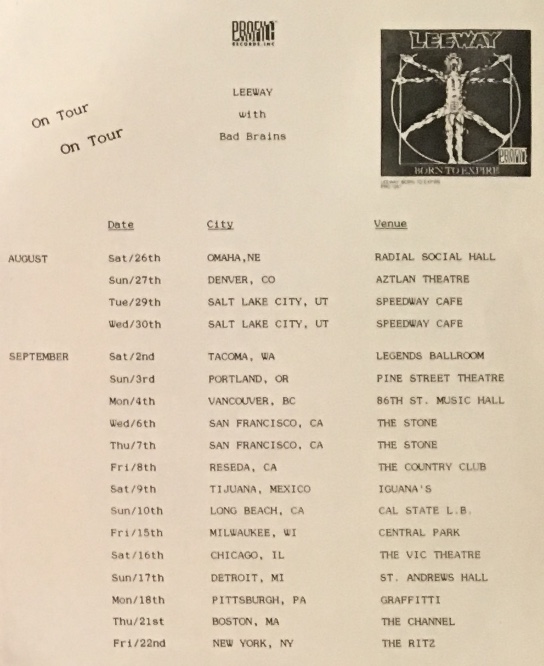 PROFILE
RECORDS, INC
LEEWAY
On Tour
On Tour
LEEWAY
with
Bad Brains
PROFILE
BORN TO EXPIRE
Date City Venue
AUGUST Sat/26th OMAHA,NE RADIAL SOCIAL HALL
Sun/27th DENVER, CO AZTLAN THEATRE
Tue/29th SALT LAKE CITY, UT SPEEDWAY CAFE
Wed/30th SALT LAKE CITY, UT SPEEDWAY CAFE
SEPTEMBER Sat/2nd TACOMA, WA LEGENDS BALLROOM
Sun/3rd PORTLAND, OR PINE STREET THEATRE
Mon/4th VANCOUVER, BC 86TH ST. MUSIC HALL
Wed/6th SAN FRANCISCO, CA THE STONE
Thu/7th SAN FRANCISCO, CA THE STONE
Fri/8th RESEDA, CA THE COUNTRY CLUB
Sat/9th TIJUANA, MEXICO IGUANA'S
Sun/10th LONG BEACH, CA CAL STATE L.B.
Fri/15th MILWAUKEE, WI CENTRAL PARK
Sat/16th CHICAGO, IL THE VIC THEATRE
Sun/17th DETROIT, MI ST. ANDREWS HALL
Mon/18th PITTSBURGH, PA GRAFFITTI
Thu/21st BOSTON, MA THE CHANNEL
Fri/22nd NEW YORK, NY THE RITZ